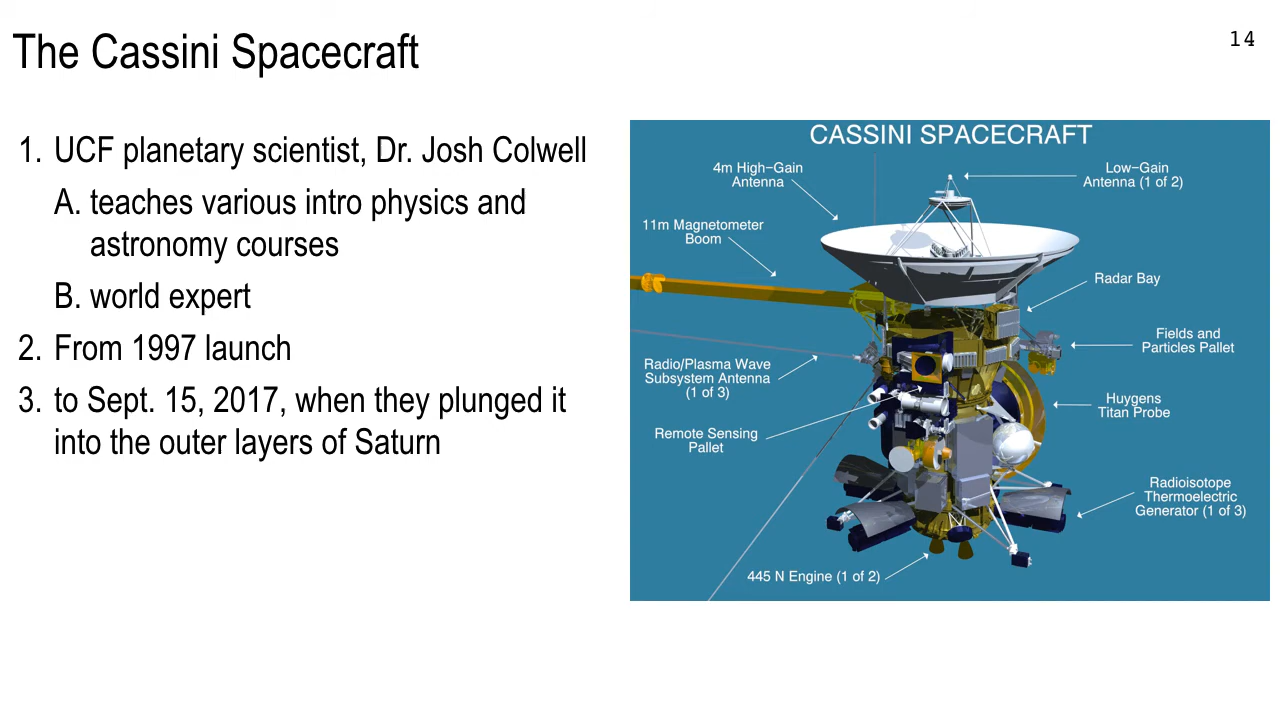 The Cassini Spacecraft
14
1. UCF planetary scientist, Dr. Josh Colwell
A. teaches various intro physics and
astronomy courses
B. world expert
2. From 1997 launch
3. to Sept. 15, 2017, when they plunged it
into the outer layers of Saturn
CASSINI SPACECRAFT
4m High-Gain
Antenna
Low-Gain
Antenna (1 of 2)
11m Magnetometer
Boom
Radar Bay
Fields and
Particles Pallet
Radio/Plasma Wave
Subsystem Antenna
(1 of 3)
Huygens
Titan Probe
Remote Sensing
Pallet
Radioisotope
Thermoelectric
Generator (1 of 3)
445 N Engine (1 of 2)